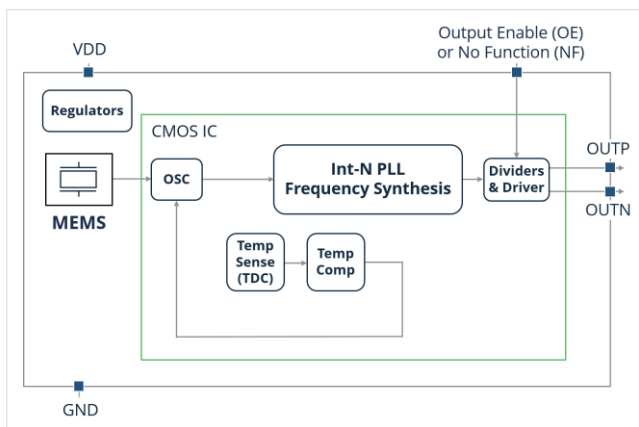 Output Enable (OE)
or No Function (NF)
VDD
Regulators
CMOS IC
MEMS
OSC
Int-N PLL
Frequency Synthesis
Dividers
& Driver
OUTP
OUTN
Temp
Sense
(TDC)
Temp
Comp
GND